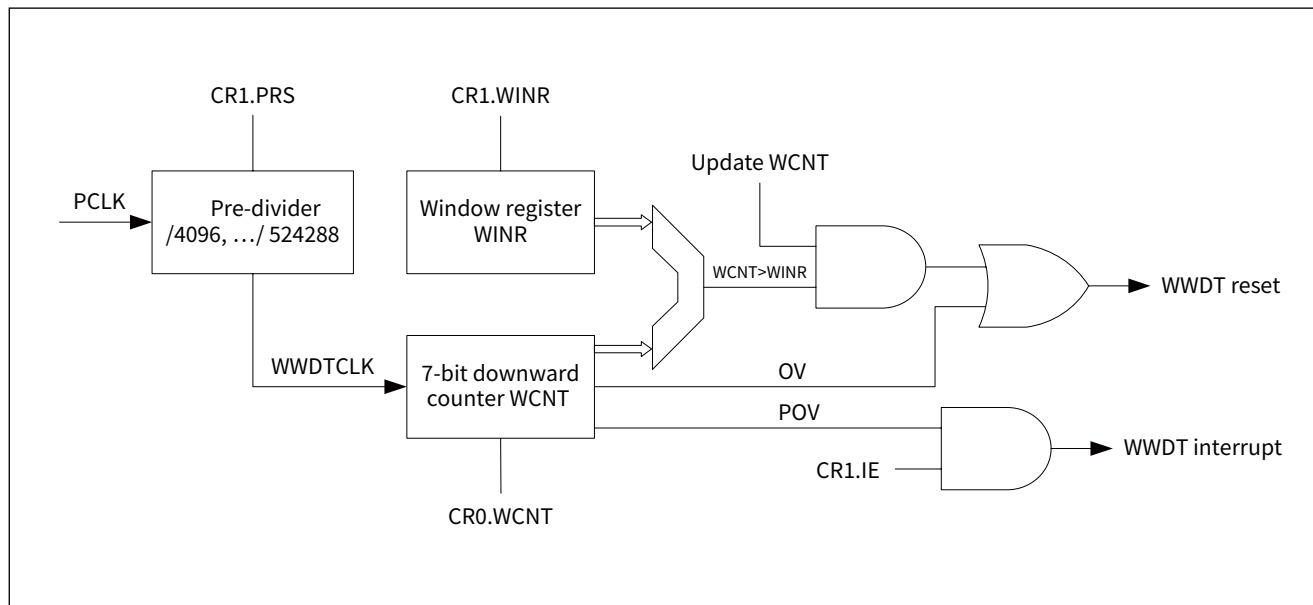 CR1.PRS
CR1.WINR
Update WCNT
PCLK
Pre-divider
/4096, …/ 524288
Window register
WINR
WCNT>WINR
WWDT reset
WWDTCLK
7-bit downward
counter WCNT
OV
POV
CR1.IE
WWDT interrupt
CR0.WCNT